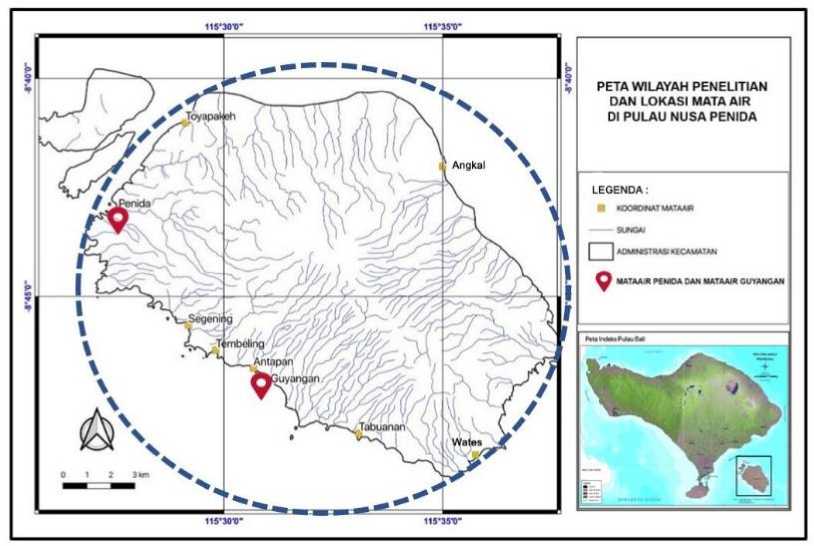 115°30'0"
115°35'0"
-8°40'0"
-8°40'0"
Toyapakeh
Angkal
Penida
-8°45'0"
-8°45'0"
Segening
Tembeling
Antapan
Guyangan
Tabuanan
Wates
0 1 2 3 km
115°30'0"
115°35'0"
PETA WILAYAH PENELITIAN
DAN LOKASI MATA AIR
DI PULAU NUSA PENIDA
LEGENDA :
KOORDINAT MATAAIR
SUNGAI
ADMINISTRASI KECAMATAN
MATAAIR PENIDA DAN MATAAIR GUYANGAN
Peta Indeks Pulau Bali